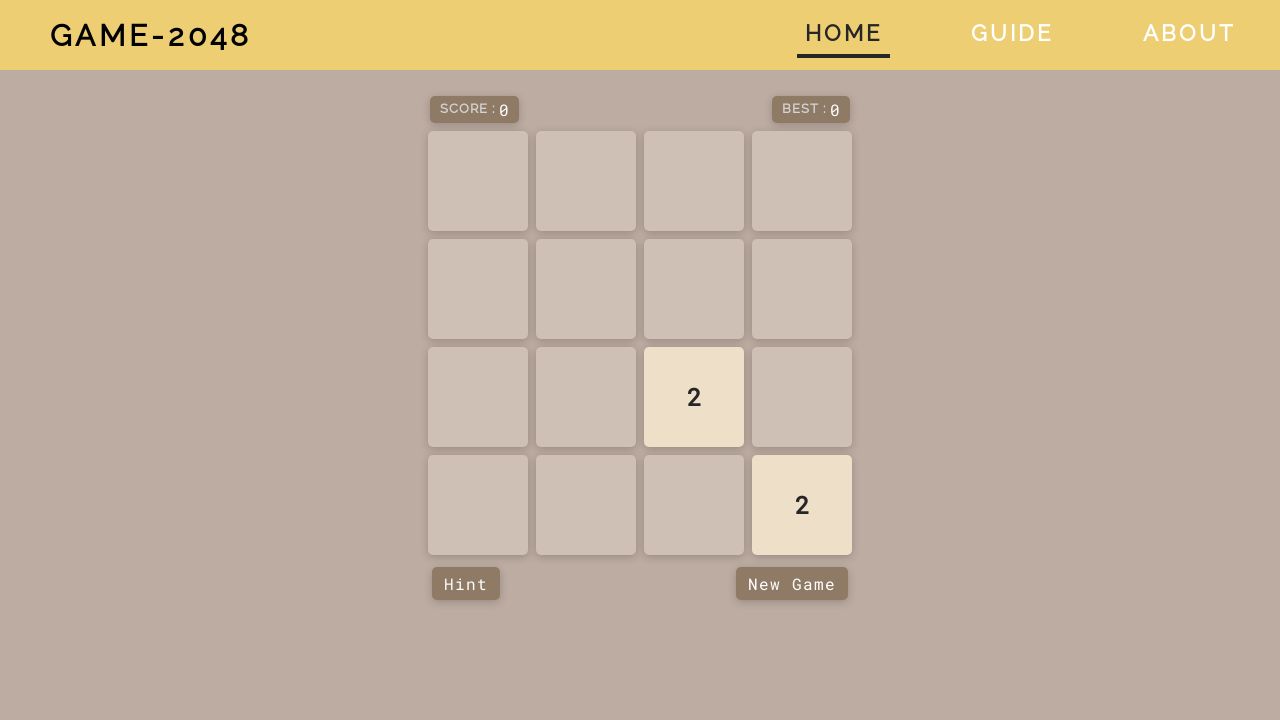 GAME-2048 HOME GUIDE ABOUT
SCORE : 0 BEST : 0
2
2
Hint New Game